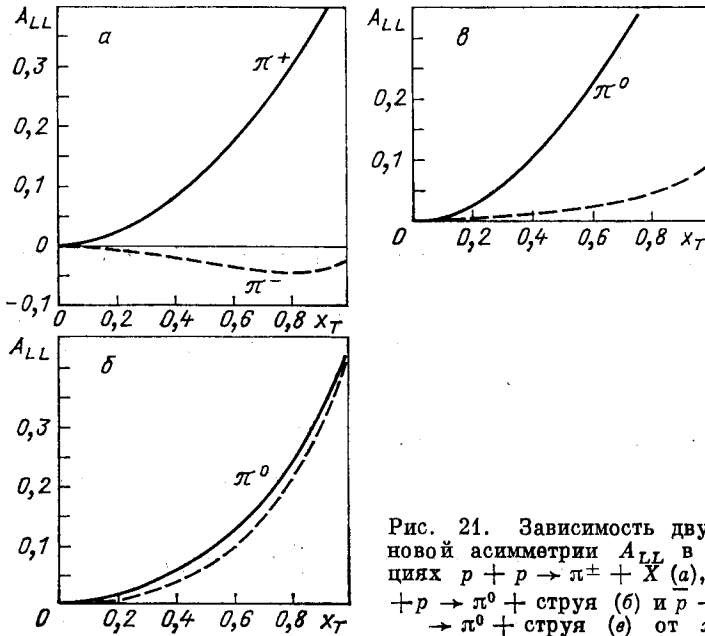 A_LL а
0,3 π+
0,2
0,1
0
-0,1 π-
0 0,2 0,4 0,6 0,8 x_T
A_LL в
0,2 π0
0,1
0 0,2 0,4 0,6 0,8 x_T
A_LL б
0,3
0,2 π0
0,1
0 0,2 0,4 0,6 0,8 x_T
Рис. 21. Зависимость дву
новой асимметрии A_LL в
циях p + p → π± + X (а),
+ p → π0 + струя (б) и p̅
→ π0 + струя (в) от